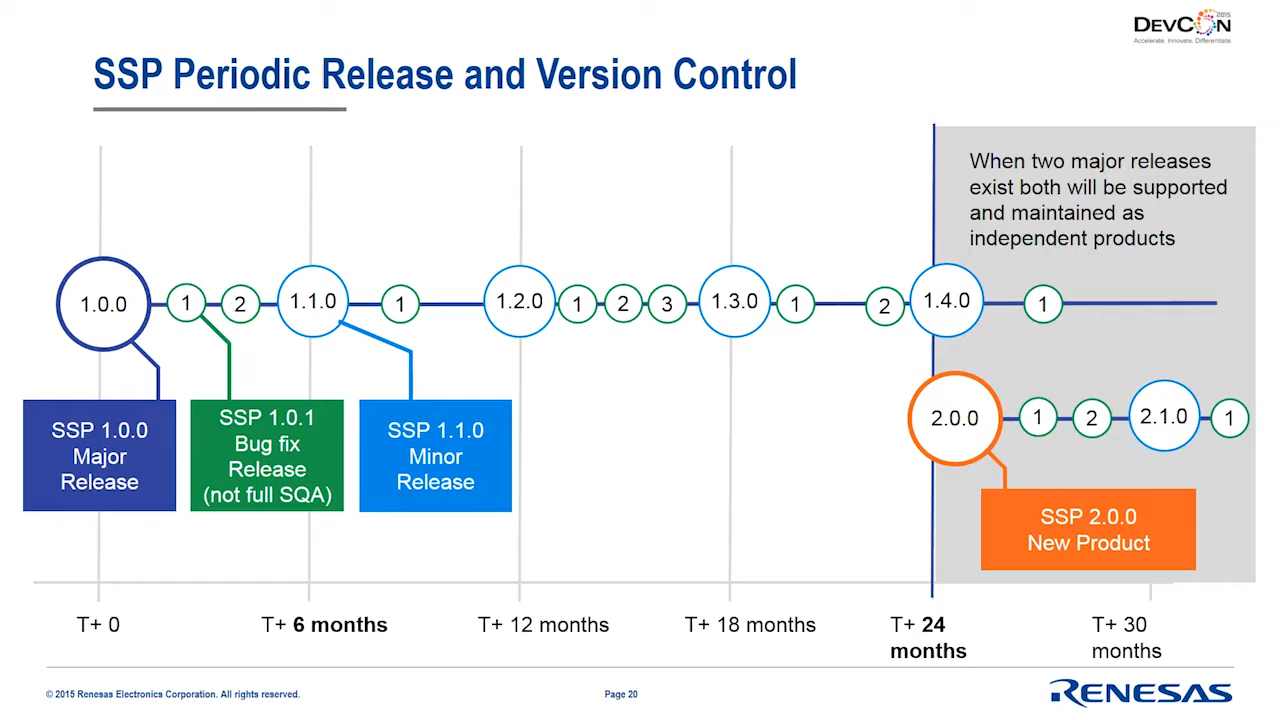 DEVCON 2015
Accelerate. Innovate. Differentiate.
SSP Periodic Release and Version Control
When two major releases
exist both will be supported
and maintained as
independent products
1.0.0
1
2
1.1.0
1
1.2.0
1
2
3
1.3.0
1
2
1.4.0
1
2.0.0
1
2
2.1.0
1
SSP 1.0.0
Major
Release
SSP 1.0.1
Bug fix
Release
(not full SQA)
SSP 1.1.0
Minor
Release
SSP 2.0.0
New Product
T+ 0
T+ 6 months
T+ 12 months
T+ 18 months
T+ 24
months
T+ 30
months
© 2015 Renesas Electronics Corporation. All rights reserved.
Page 20
RENESAS